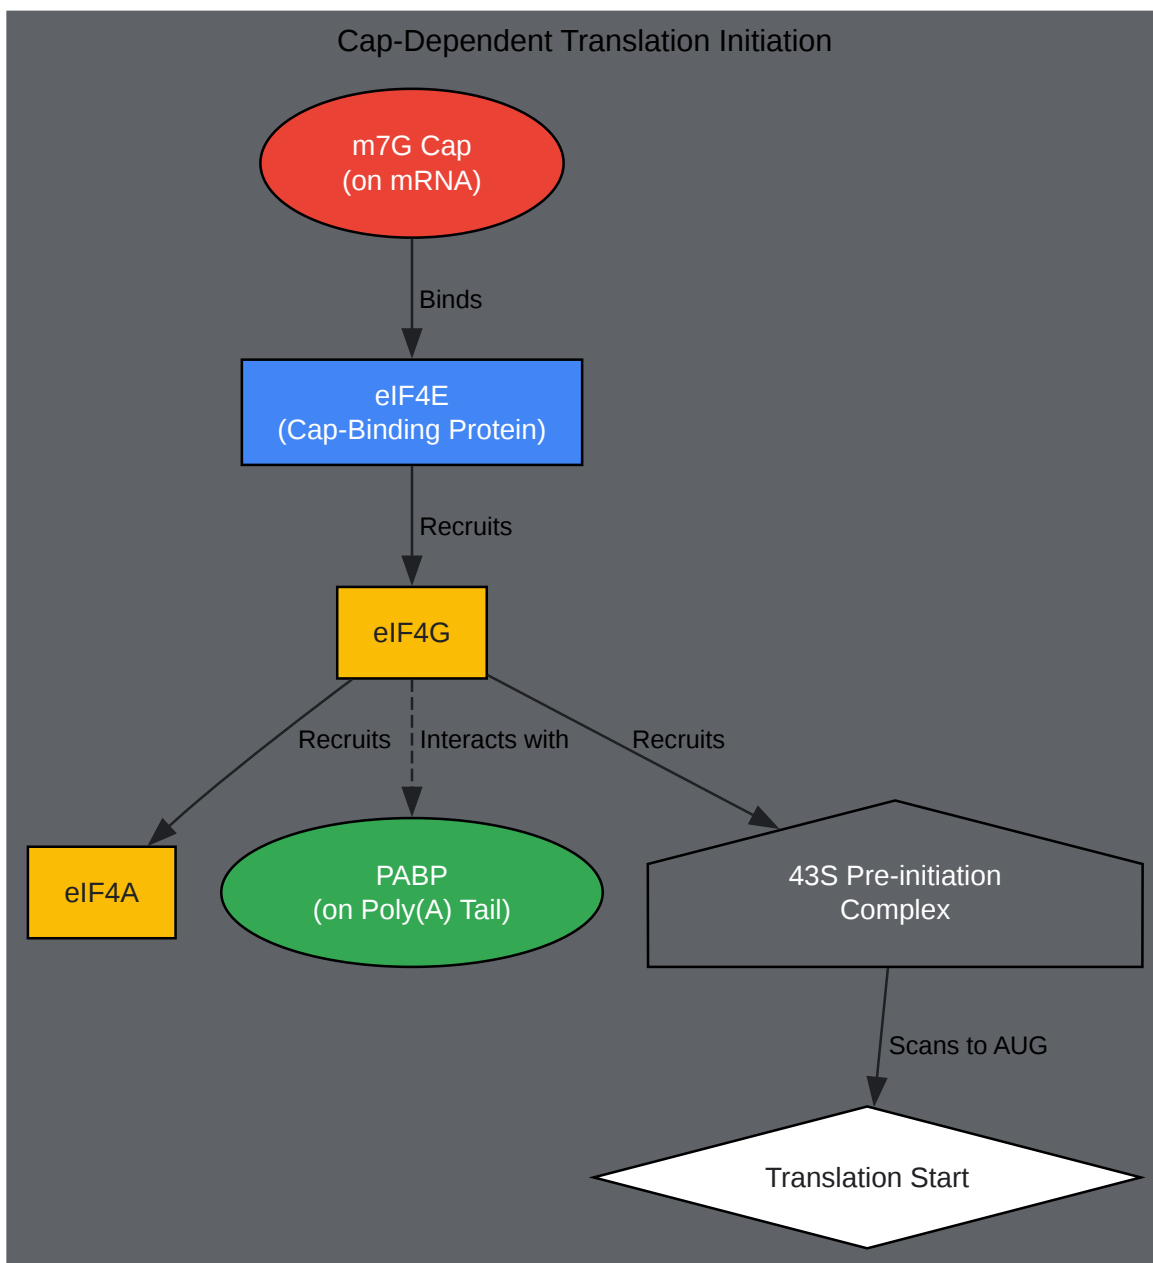 Cap-Dependent Translation Initiation
m7G Cap
(on mRNA)
Binds
eIF4E
(Cap-Binding Protein)
Recruits
eIF4G
Recruits
Interacts with
Recruits
eIF4A
PABP
(on Poly(A) Tail)
43S Pre-initiation
Complex
Scans to AUG
Translation Start